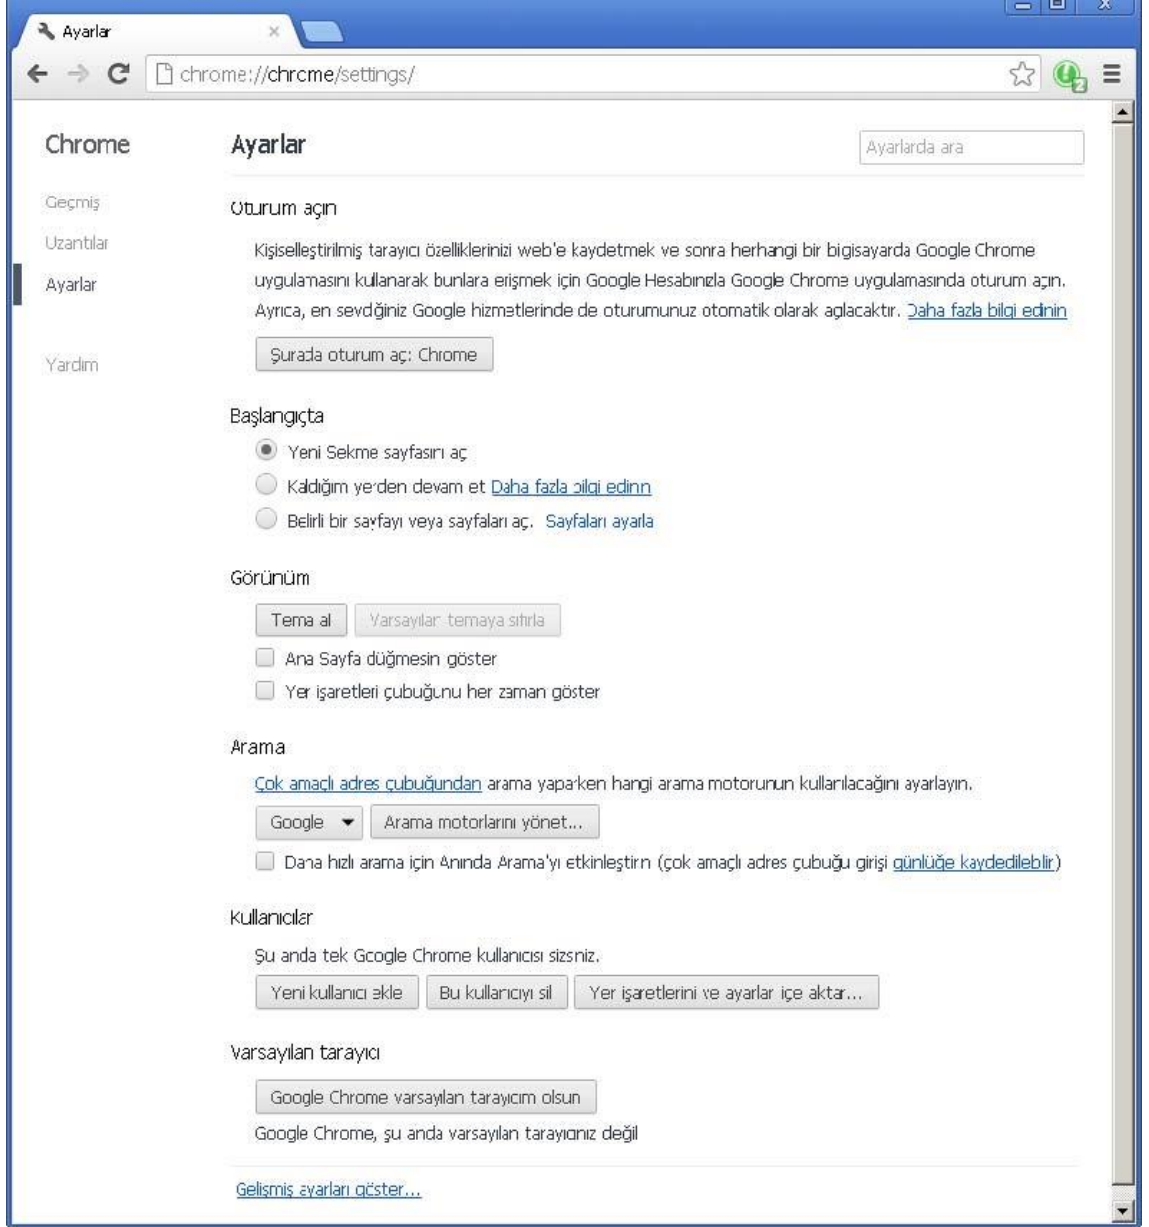 Ayarlar
chrome://chrome/settings/
2
Chrome
Ayarlar
Ayarlarda ara
Geçmiş
Uzantılar
Ayarlar
Yardım
Oturum açın
Kişiselleştirilmiş tarayıcı özelliklerinizi web'e kaydetmek ve sonra herhangi bir bigisayarda Google Chrome
uygulamasını kullanarak bunlara erişmek için Google Hesabınızla Google Chrome uygulamasında oturum açın.
Ayrıca, en sevdiğiniz Google hizmetlerinde de oturumunuz otomatik olarak açılacaktır. Daha fazla bilgi edinin
Şurada oturum aç: Chrome
Başlangıçta
Yeni Sekme sayfasını aç
Kaldığım yerden devam et Daha fazla bilgi edinin
Belirli bir sayfayı veya sayfaları aç. Sayfaları ayarla
Görünüm
Tema al
Varsayılan temaya sıfırla
Ana Sayfa düğmesin göster
Yer işaretleri çubuğunu her zaman göster
Arama
Çok amaçlı adres çubuğundan arama yaparken hangi arama motorunun kullanılacağını ayarlayın.
Google
Arama motorlarını yönet...
Daha hızlı arama için Anında Arama'yı etkinleştirin (çok amaçlı adres çubuğu girişi günlüğe kaydedilebilir)
Kullanıcılar
Şu anda tek Google Chrome kullanıcısı sizsiniz.
Yeni kullanıcı ekle
Bu kullanıcıyı sil
Yer işaretlerini ve ayarlar içe aktar...
Varsayılan tarayıcı
Google Chrome varsayılan tarayıcım olsun
Google Chrome, şu anda varsayılan tarayıcınız değil
Gelişmiş ayarları göster...